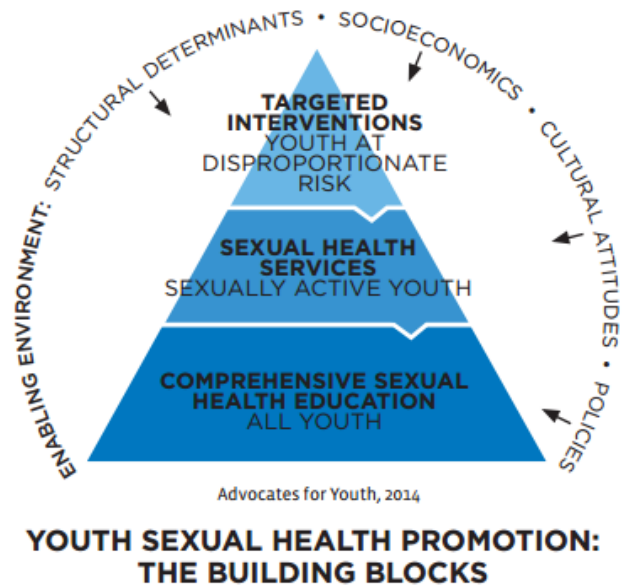 ENABLING ENVIRONMENT: STRUCTURAL DETERMINANTS • SOCIOECONOMICS • CULTURAL ATTITUDES • POLICIES
TARGETED
INTERVENTIONS
YOUTH AT
DISPROPORTIONATE
RISK
SEXUAL HEALTH
SERVICES
SEXUALLY ACTIVE YOUTH
COMPREHENSIVE SEXUAL
HEALTH EDUCATION
ALL YOUTH
Advocates for Youth, 2014
YOUTH SEXUAL HEALTH PROMOTION:
THE BUILDING BLOCKS